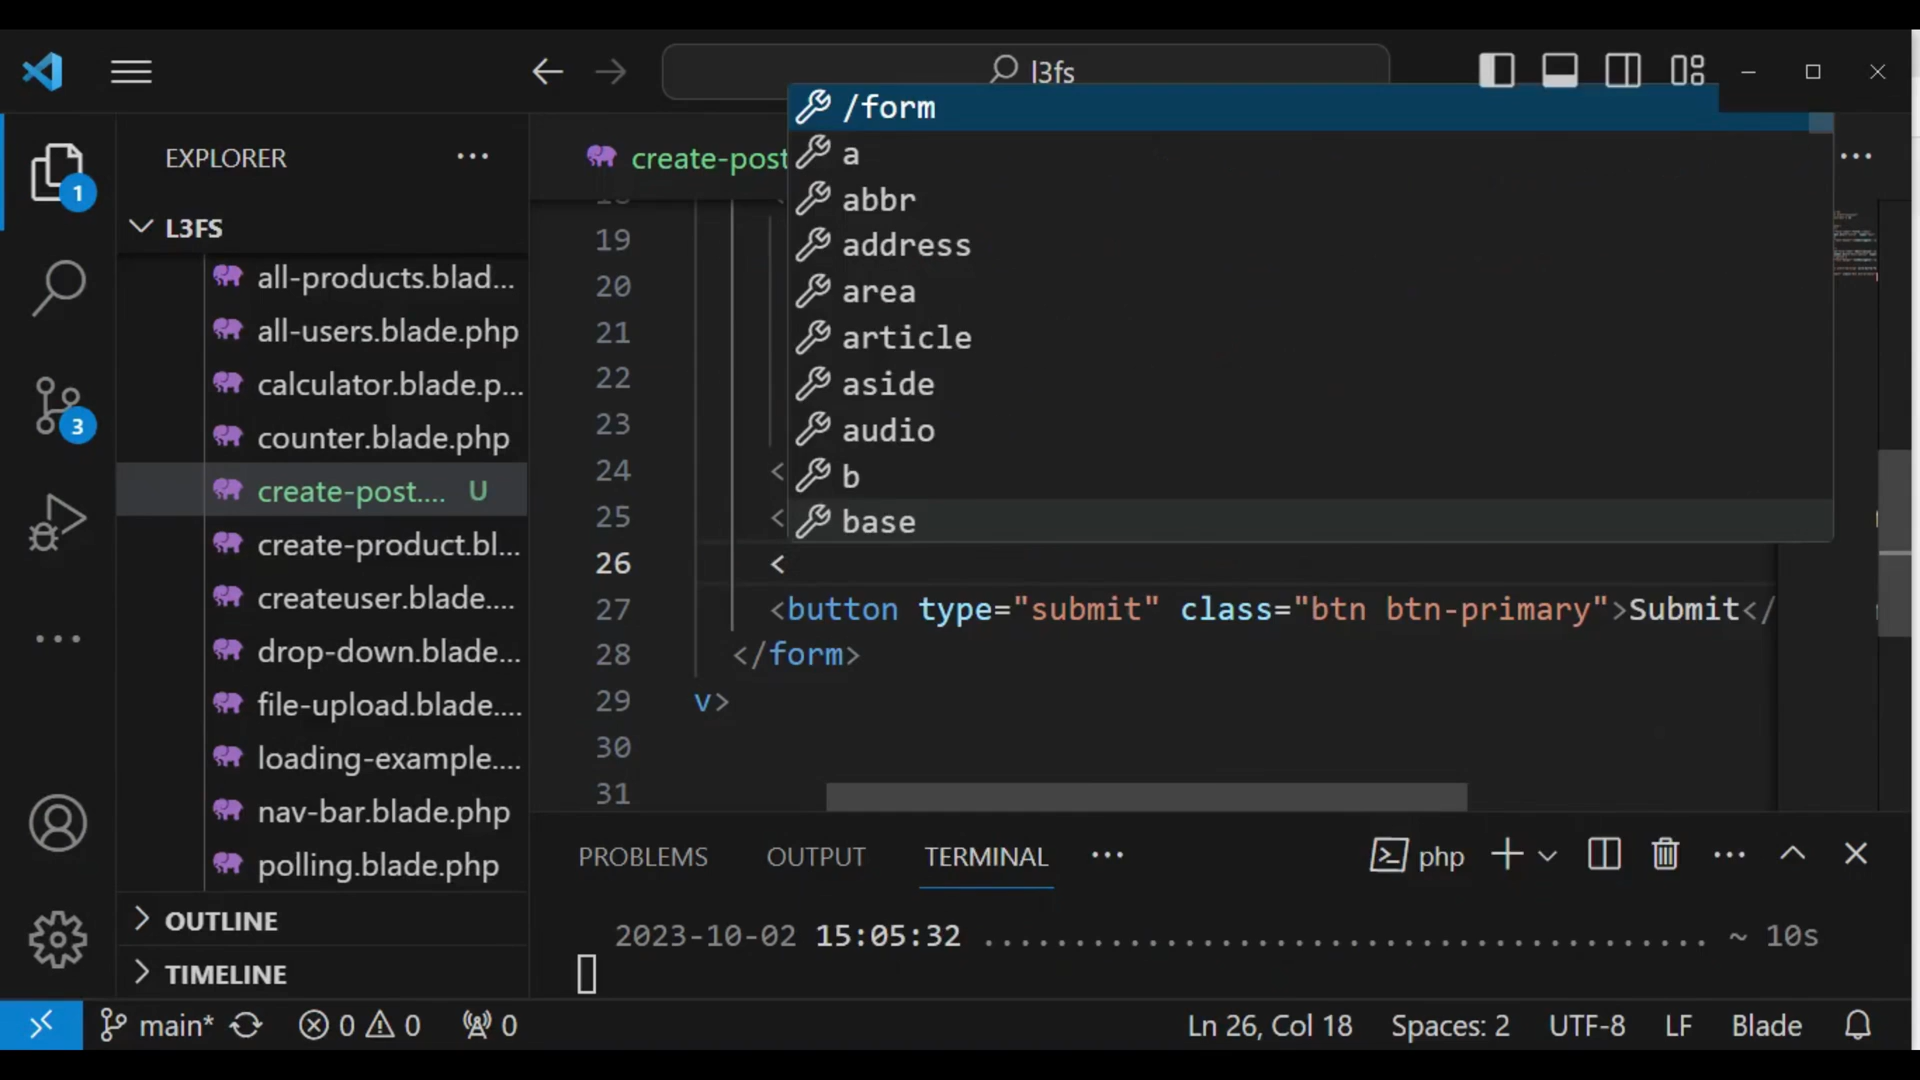 l3fs
EXPLORER
L3FS
all-products.blad...
all-users.blade.php
calculator.blade.p...
counter.blade.php
create-post.... U
create-product.bl...
createuser.blade....
drop-down.blade...
file-upload.blade....
loading-example....
nav-bar.blade.php
polling.blade.php
OUTLINE
TIMELINE
1
3
create-post
/form
a
abbr
address
area
article
aside
audio
b
base
19
20
21
22
23
24 <
25 <
26 <
27 <button type="submit" class="btn btn-primary">Submit</
28 </form>
29 v>
30
31
PROBLEMS OUTPUT TERMINAL ... php
2023-10-02 15:05:32 ....................................... ~ 10s
main* 0 0 0 Ln 26, Col 18 Spaces: 2 UTF-8 LF Blade